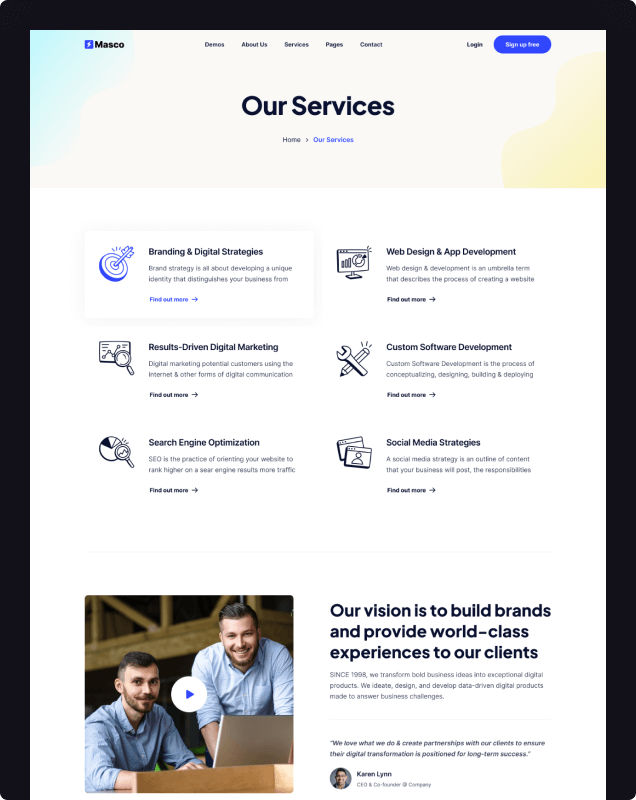 Masco
Demos About Us Services Pages Contact Login Sign up free
Our Services
Home > Our Services
Branding & Digital Strategies
Brand strategy is all about developing a unique
identity that distinguishes your business from
Find out more →
Web Design & App Development
Web design & development is an umbrella term
that describes the process of creating a website
Find out more →
Results-Driven Digital Marketing
Digital marketing potential customers using the
internet & other forms of digital communication
Find out more →
Custom Software Development
Custom Software Development is the process of
conceptualizing, designing, building & deploying
Find out more →
Search Engine Optimization
SEO is the practice of orienting your website to
rank higher on a sear engine results more traffic
Find out more →
Social Media Strategies
A social media strategy is an outline of content
that your business will post, the responsibilities
Find out more →
Our vision is to build brands
and provide world-class
experiences to our clients
SINCE 1998, we transform bold business ideas into exceptional digital
products. We ideate, design, and develop data-driven digital products
made to answer business challenges.
"We love what we do & create partnerships with our clients to ensure
their digital transformation is positioned for long-term success."
Karen Lynn
CEO & Co-founder @ Company